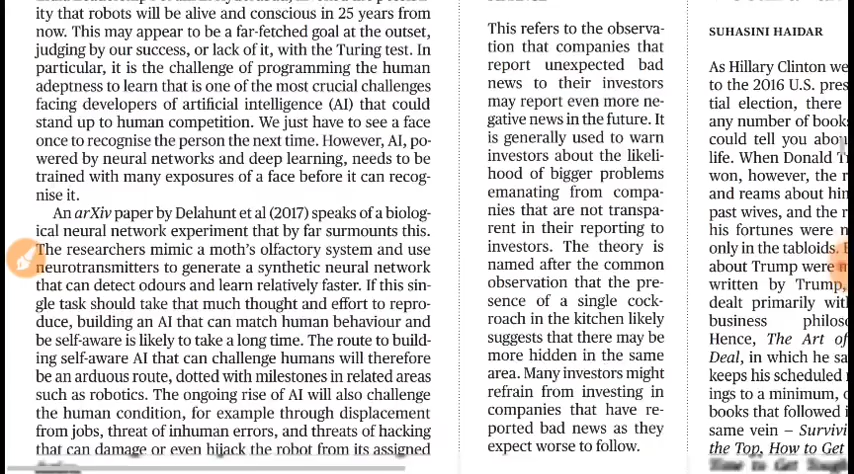 ity that robots will be alive and conscious in 25 years from
now. This may appear to be a far-fetched goal at the outset,
judging by our success, or lack of it, with the Turing test. In
particular, it is the challenge of programming the human
adeptness to learn that is one of the most crucial challenges
facing developers of artificial intelligence (AI) that could
stand up to human competition. We just have to see a face
once to recognise the person the next time. However, AI, po-
wered by neural networks and deep learning, needs to be
trained with many exposures of a face before it can recog-
nise it.
An arXiv paper by Delahunt et al (2017) speaks of a biolog-
ical neural network experiment that by far surmounts this.
The researchers mimic a moth's olfactory system and use
neurotransmitters to generate a synthetic neural network
that can detect odours and learn relatively faster. If this sin-
gle task should take that much thought and effort to repro-
duce, building an AI that can match human behaviour and
be self-aware is likely to take a long time. The route to build-
ing self-aware AI that can challenge humans will therefore
be an arduous route, dotted with milestones in related areas
such as robotics. The ongoing rise of AI will also challenge
the human condition, for example through displacement
from jobs, threat of inhuman errors, and threats of hacking
that can damage or even hijack the robot from its assigned
This refers to the observa-
tion that companies that
report unexpected bad
news to their investors
may report even more ne-
gative news in the future. It
is generally used to warn
investors about the likeli-
hood of bigger problems
emanating from compa-
nies that are not transpa-
rent in their reporting to
investors. The theory is
named after the common
observation that the pre-
sence of a single cock-
roach in the kitchen likely
suggests that there may be
more hidden in the same
area. Many investors might
refrain from investing in
companies that have re-
ported bad news as they
expect worse to follow.
SUHASINI HAIDAR
As Hillary Clinton we
to the 2016 U.S. pres
tial election, there
any number of book
could tell you abou
life. When Donald
won, however, the r
and reams about hi
past wives, and the r
his fortunes were
only in the tabloids.
about Trump were
written by Trump,
dealt primarily wit
business philos
Hence, The Art of
Deal, in which he sa
keeps his scheduled
ings to a minimum,
books that followed
same vein – Survivi
the Top, How to Get